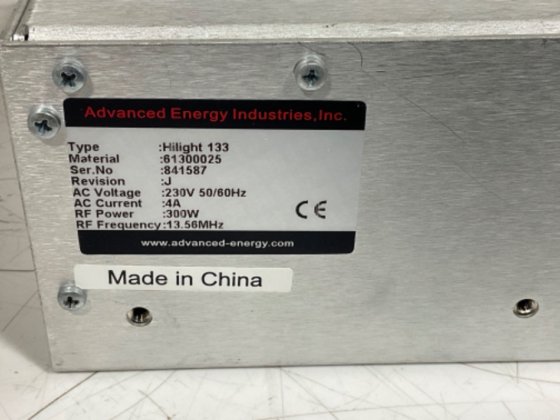 Advanced Energy Industries,Inc.
Type :Hilight 133
Material :61300025
Ser.No :841587
Revision :J
AC Voltage :230V 50/60Hz
AC Current :4A
RF Power :300W
RF Frequency:13.56MHz
CE
www.advanced-energy.com
Made in China